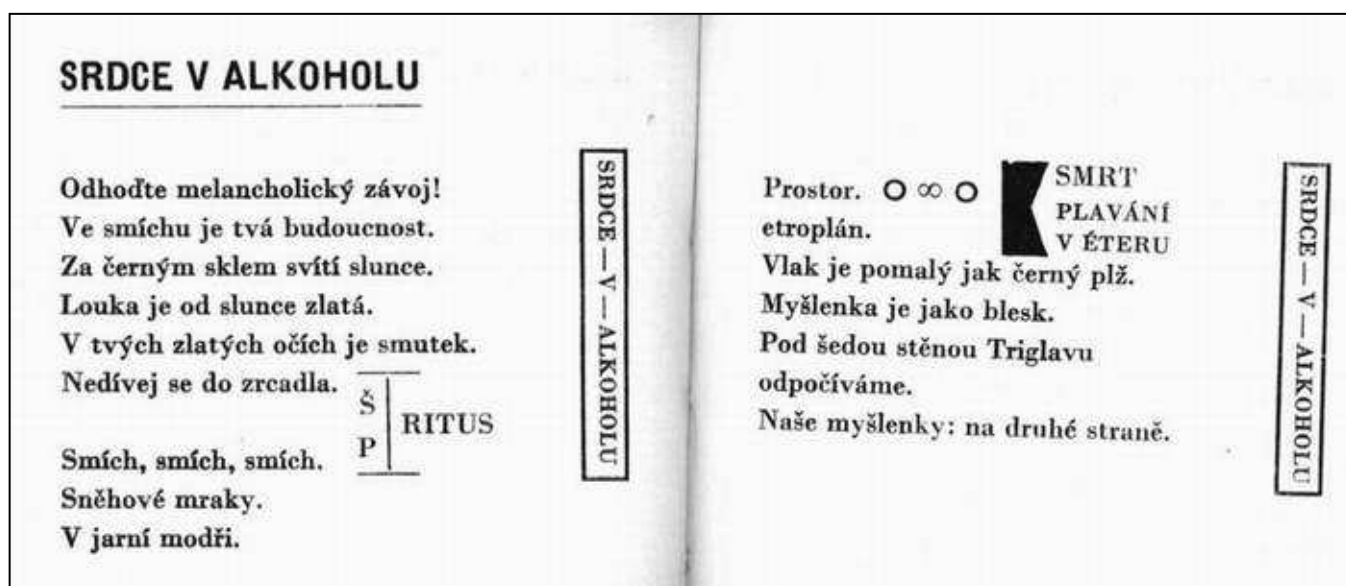 SRDCE V ALKOHOLU
Odhoďte melancholický závoj!
Ve smíchu je tvá budoucnost.
Za černým sklem svítí slunce.
Louka je od slunce zlatá.
V tvých zlatých očích je smutek.
Nedívej se do zrcadla.
Š
P
RITUS
Smích, smích, smích.
Sněhové mraky.
V jarní modři.
SRDCE — V — ALKOHOLU
Prostor. O ∞ O
etroplán.
SMRT
PLAVÁNÍ
V ÉTERU
Vlak je pomalý jak černý plž.
Myšlenka je jako blesk.
Pod šedou stěnou Triglavu
odpočíváme.
Naše myšlenky: na druhé straně.
SRDCE — V — ALKOHOLU